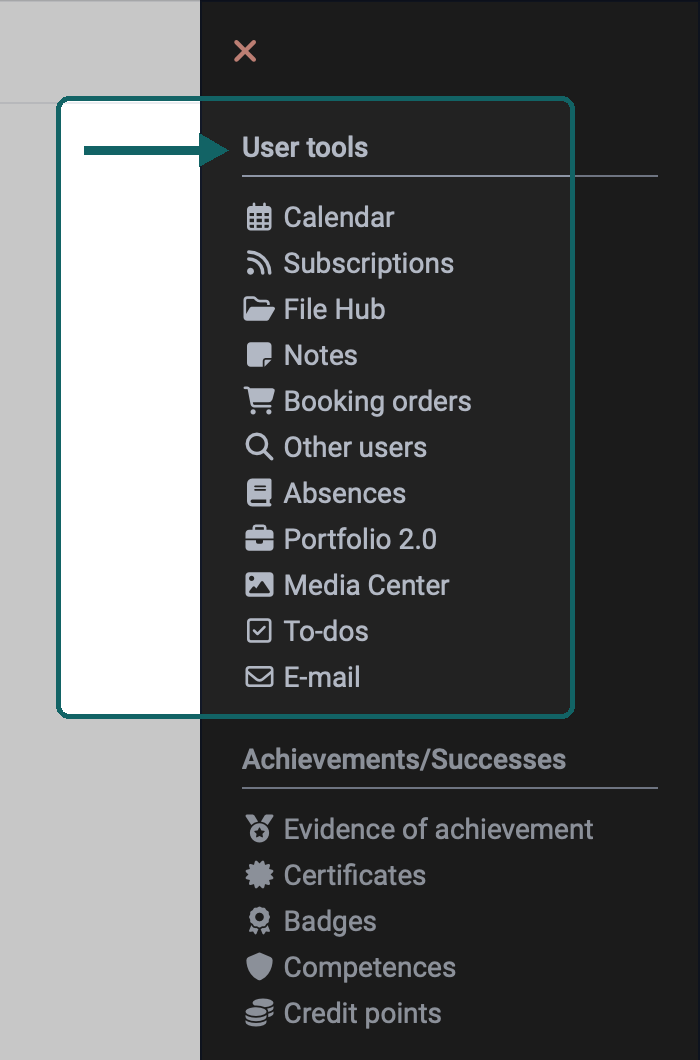 User tools
Calendar
Subscriptions
File Hub
Notes
Booking orders
Other users
Absences
Portfolio 2.0
Media Center
To-dos
E-mail
Achievements/Successes
Evidence of achievement
Certificates
Badges
Competences
Credit points